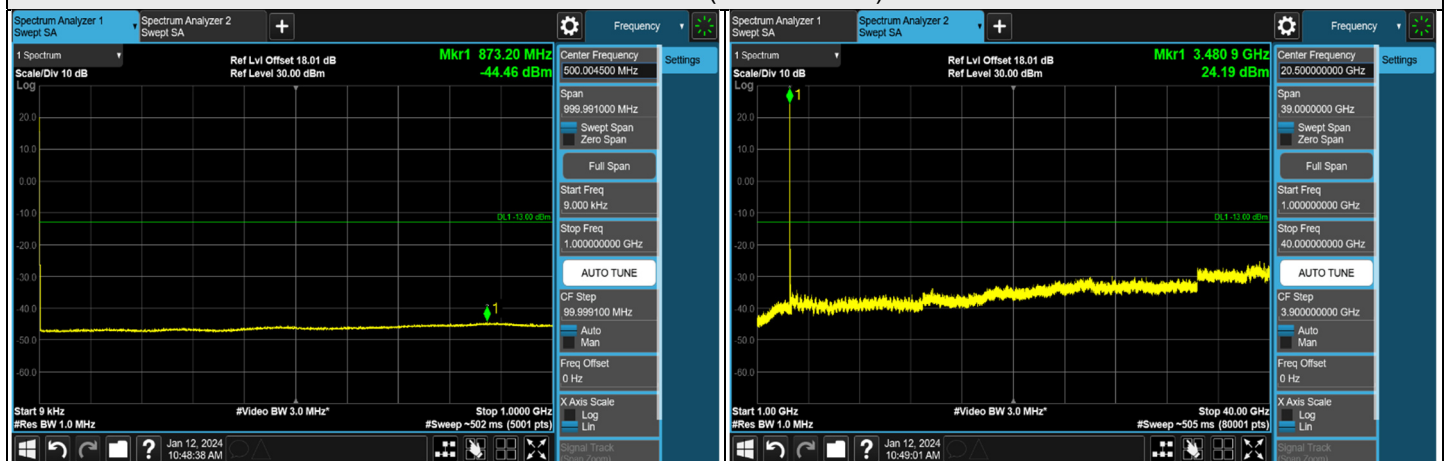 Spectrum Analyzer 1
Swept SA
Spectrum Analyzer 2
Swept SA
Frequency
1 Spectrum
Scale/Div 10 dB
Log
Ref Lvl Offset 18.01 dB
Ref Level 30.00 dBm
Mkr1 873.20 MHz
-44.46 dBm
20.0
10.0
0.00
-10.0
-20.0
-30.0
-40.0
-50.0
-60.0
DL1 -13.00 dBm
1
Start 9 kHz
#Res BW 1.0 MHz
#Video BW 3.0 MHz*
Stop 1.0000 GHz
#Sweep ~502 ms (5001 pts)
Center Frequency
500.004500 MHz
Settings
Span
999.991000 MHz
Swept Span
Zero Span
Full Span
Start Freq
9.000 kHz
Stop Freq
1.000000000 GHz
AUTO TUNE
CF Step
99.999100 MHz
Auto
Man
Freq Offset
0 Hz
X Axis Scale
Log
Lin
Signal Track
(Span Zoom)
?
Jan 12, 2024
10:48:38 AM
Spectrum Analyzer 1
Swept SA
Spectrum Analyzer 2
Swept SA
Frequency
1 Spectrum
Scale/Div 10 dB
Log
Ref Lvl Offset 18.01 dB
Ref Level 30.00 dBm
Mkr1 3.480 9 GHz
24.19 dBm
1
20.0
10.0
0.00
-10.0
-20.0
-30.0
-40.0
-50.0
-60.0
DL1 -13.00 dBm
Start 1.00 GHz
#Res BW 1.0 MHz
#Video BW 3.0 MHz*
Stop 40.00 GHz
#Sweep ~505 ms (80001 pts)
Center Frequency
20.500000000 GHz
Settings
Span
39.0000000 GHz
Swept Span
Zero Span
Full Span
Start Freq
1.000000000 GHz
Stop Freq
40.000000000 GHz
AUTO TUNE
CF Step
3.900000000 GHz
Auto
Man
Freq Offset
0 Hz
X Axis Scale
Log
Lin
Signal Track
(Span Zoom)
?
Jan 12, 2024
10:49:01 AM